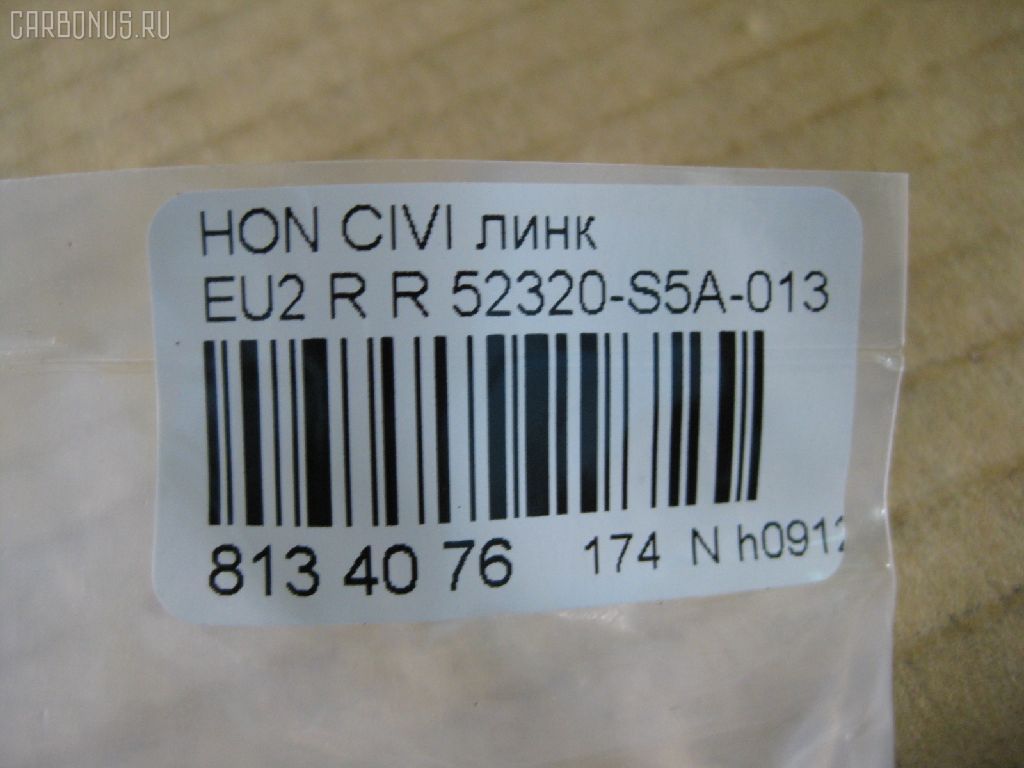 CARBONUS.RU
HON CIVI линк
EU2 R R 52320-S5A-013
813 40 76 174 N h0912